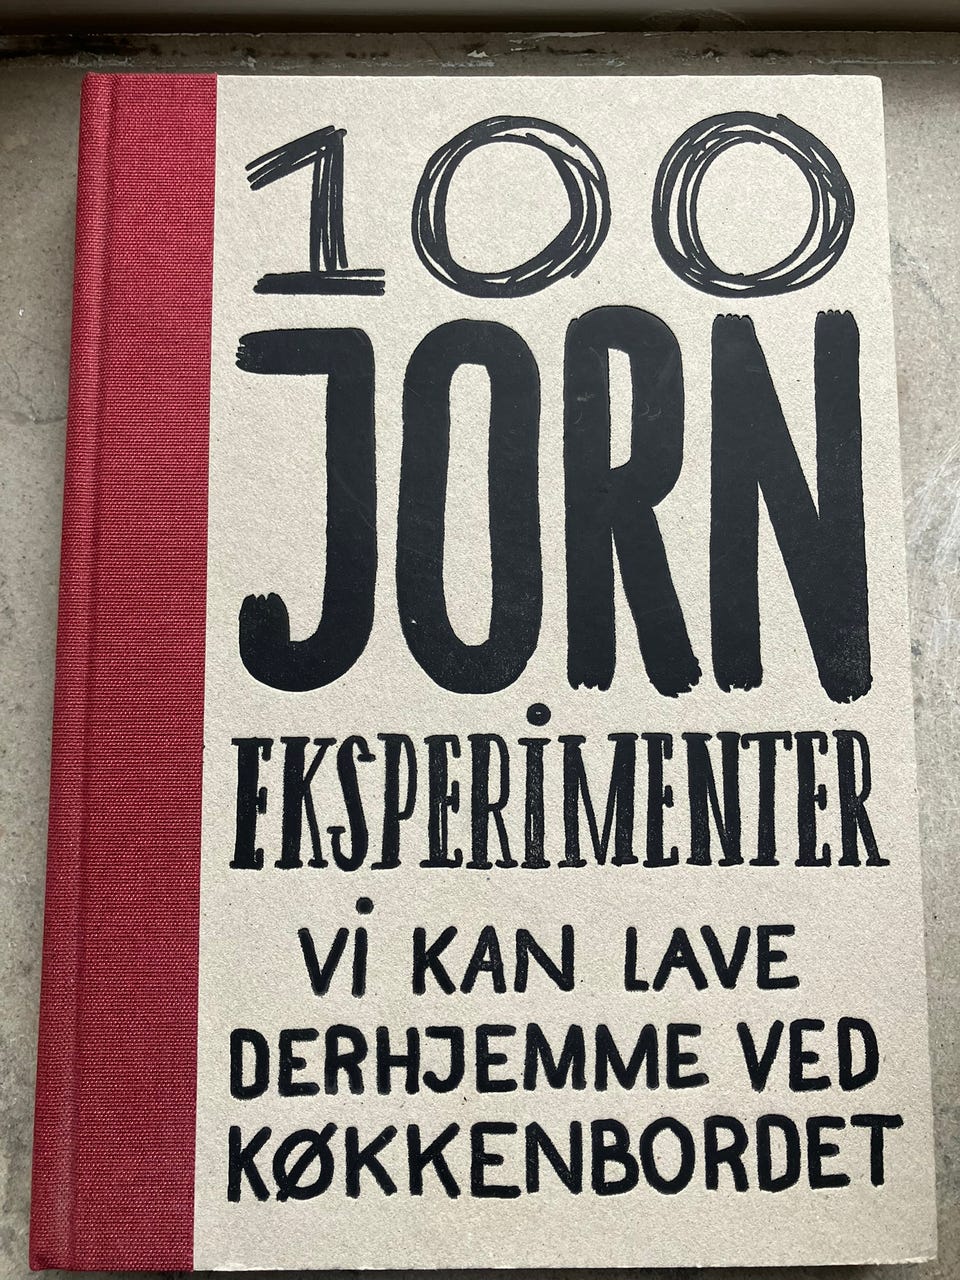 100
JORN
EKSPERiMENTER
Vi KAN LAVE
DERHJEMME VED
KØKKENBORDET